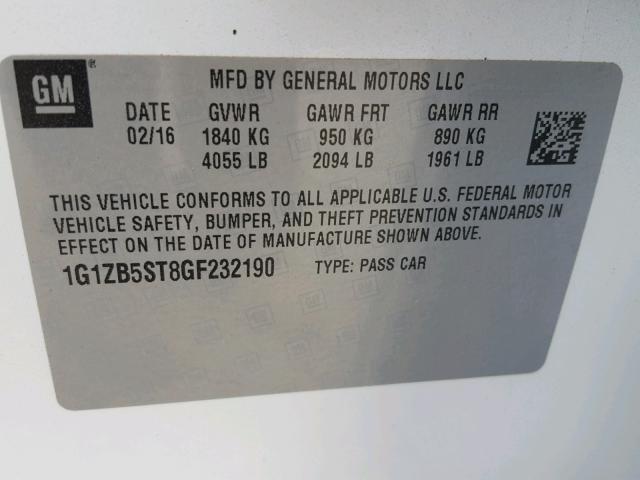 GM ® MFD BY GENERAL MOTORS LLC
DATE GVWR GAWR FRT GAWR RR
02/16 1840 KG 950 KG 890 KG
4055 LB 2094 LB 1961 LB
THIS VEHICLE CONFORMS TO ALL APPLICABLE U.S. FEDERAL MOTOR
VEHICLE SAFETY, BUMPER, AND THEFT PREVENTION STANDARDS IN
EFFECT ON THE DATE OF MANUFACTURE SHOWN ABOVE.
1G1ZB5ST8GF232190 TYPE: PASS CAR